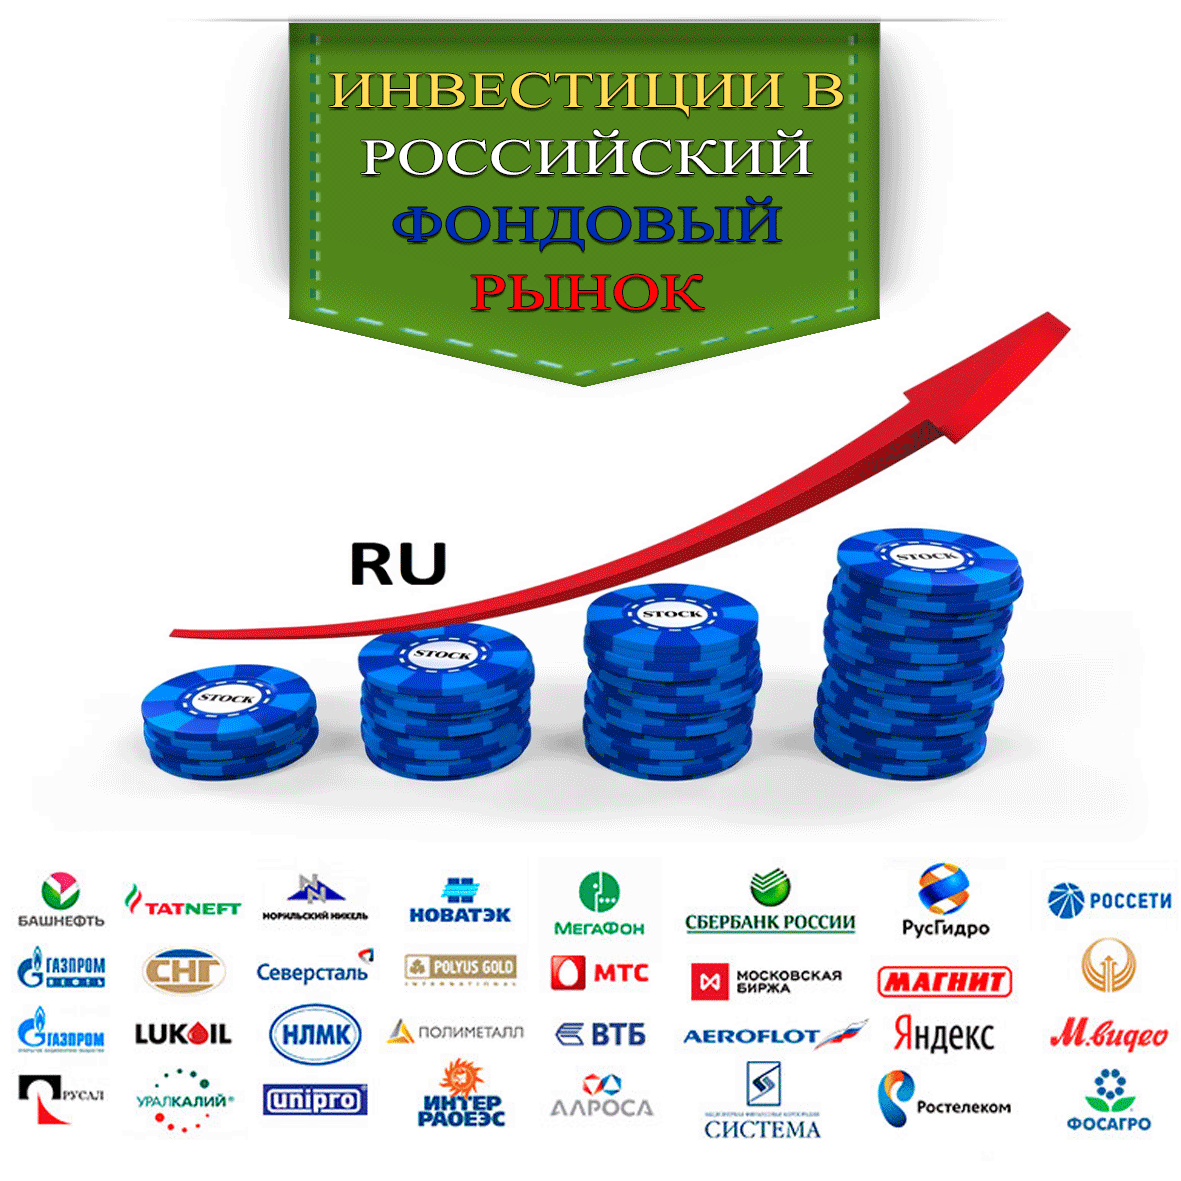 ИНВЕСТИЦИИ В
РОССИЙСКИЙ
ФОНДОВЫЙ
РЫНОК
RU
STOCK
STOCK
STOCK
STOCK
БАШНЕФТЬ
TATNEFT
НОРИЛЬСКИЙ НИКЕЛЬ
НОВАТЭК
МЕГАФОН
СБЕРБАНК РОССИИ
РусГидро
РОССЕТИ
ГАЗПРОМ
НЕФТЬ
СНГ
Северсталь
POLYUS GOLD
INTERNATIONAL
МТС
МОСКОВСКАЯ
БИРЖА
МАГНИТ
ГАЗПРОМ
LUKOIL
НЛМК
ПОЛИМЕТАЛЛ
ВТБ
AEROFLOT
Яндекс
М.видео
РУСАЛ
УРАЛКАЛИЙ®
unipro
ИНТЕР
РАОЕЭС
АЛРОСА
СИСТЕМА
Ростелеком
ФОСАГРО